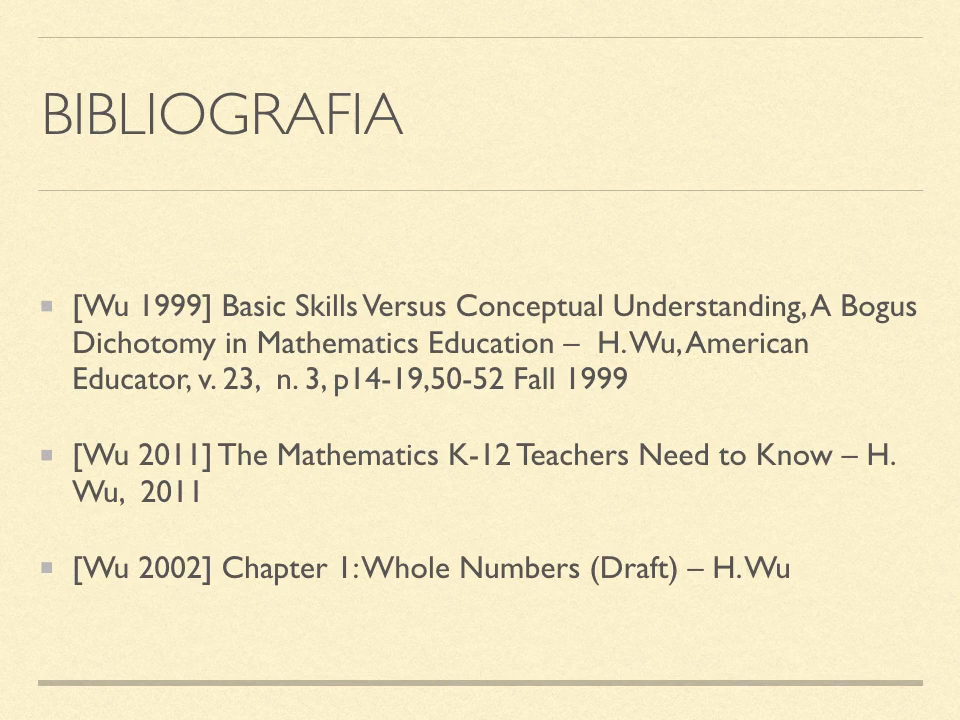 BIBLIOGRAFIA
[Wu 1999] Basic Skills Versus Conceptual Understanding, A Bogus
Dichotomy in Mathematics Education – H. Wu, American
Educator, v. 23, n. 3, p14-19,50-52 Fall 1999
[Wu 2011] The Mathematics K-12 Teachers Need to Know – H.
Wu, 2011
[Wu 2002] Chapter 1: Whole Numbers (Draft) – H. Wu